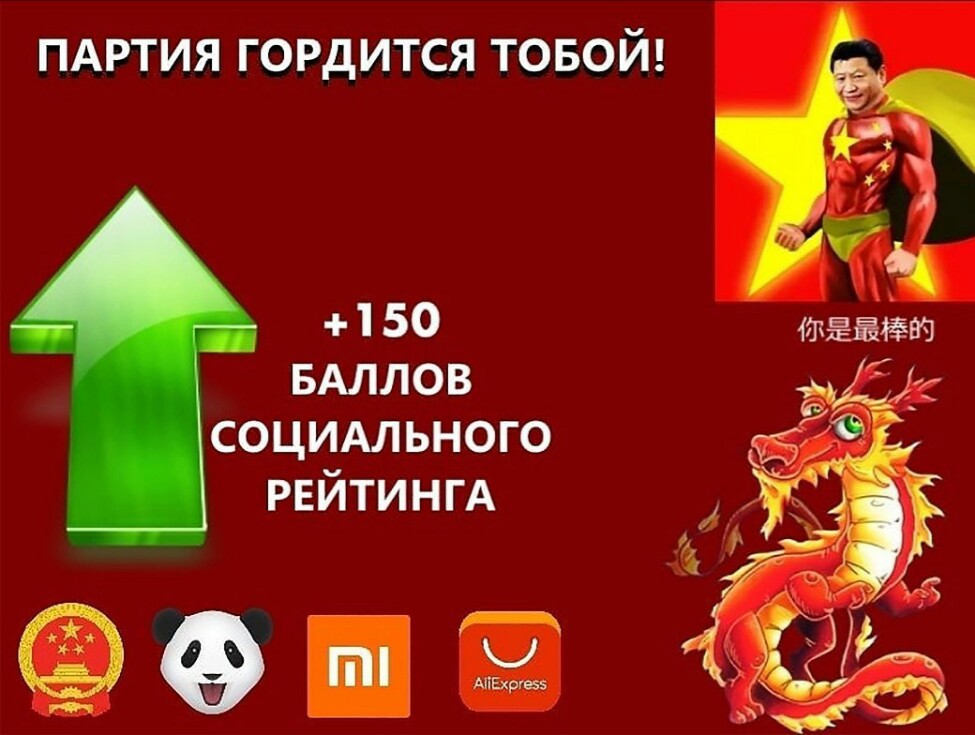 ПАРТИЯ ГОРДИТСЯ ТОБОЙ!
+150
БАЛЛОВ
СОЦИАЛЬНОГО
РЕЙТИНГА
你是最棒的
mi
AliExpress